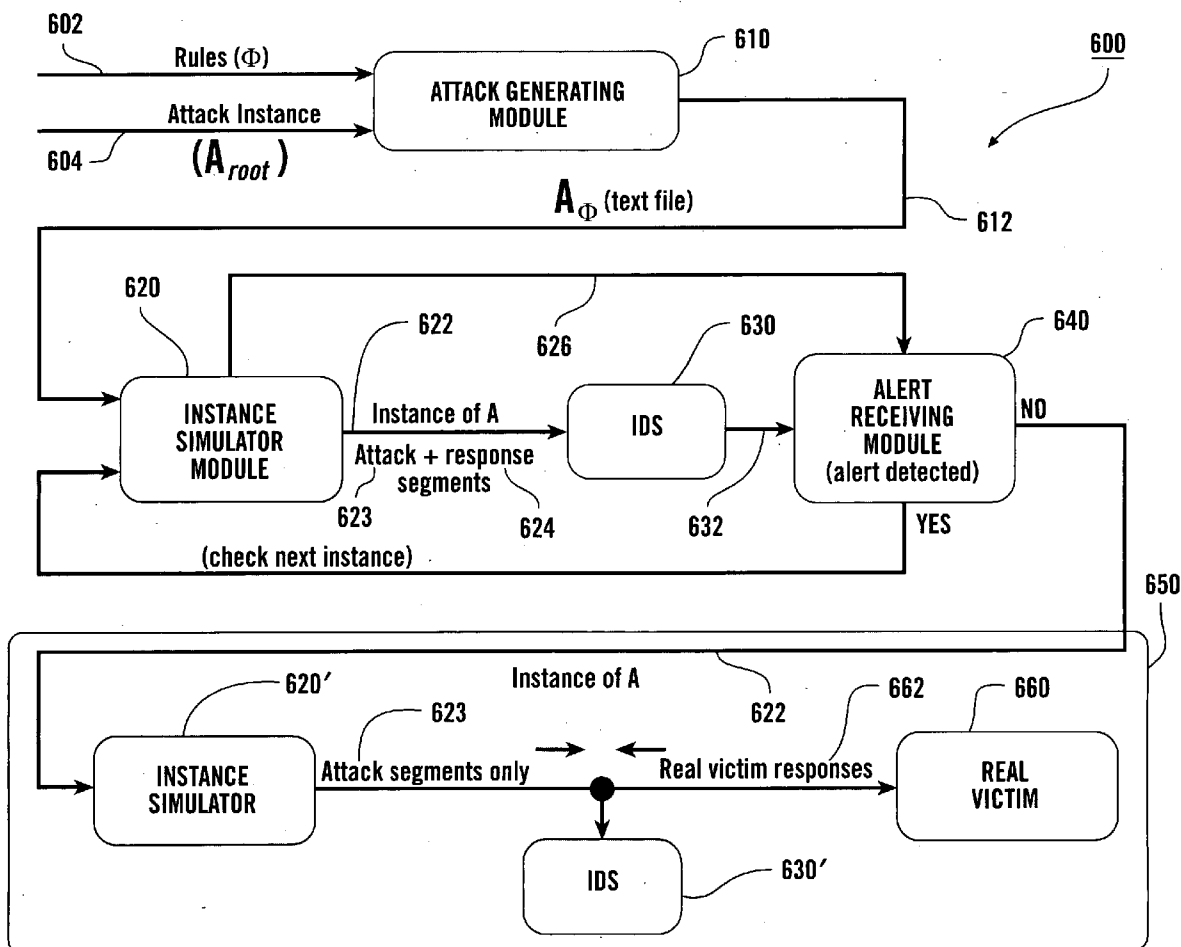 602
Rules (Φ)
610
ATTACK GENERATING
MODULE
600
Attack Instance
604
(A root)
AΦ (text file)
612
620
622
626
630
640
INSTANCE
SIMULATOR
MODULE
Instance of A
Attack + response
segments
623
624
IDS
632
ALERT
RECEIVING
MODULE
(alert detected)
NO
YES
(check next instance)
650
Instance of A
620′
623
622
662
660
INSTANCE
SIMULATOR
Attack segments only
Real victim responses
REAL
VICTIM
IDS
630′